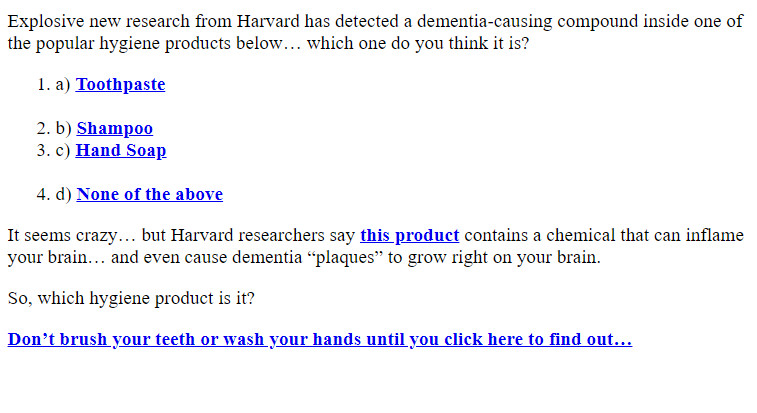 Explosive new research from Harvard has detected a dementia-causing compound inside one of
the popular hygiene products below… which one do you think it is?
1. a) Toothpaste
2. b) Shampoo
3. c) Hand Soap
4. d) None of the above
It seems crazy… but Harvard researchers say this product contains a chemical that can inflame
your brain… and even cause dementia “plaques” to grow right on your brain.
So, which hygiene product is it?
Don’t brush your teeth or wash your hands until you click here to find out…